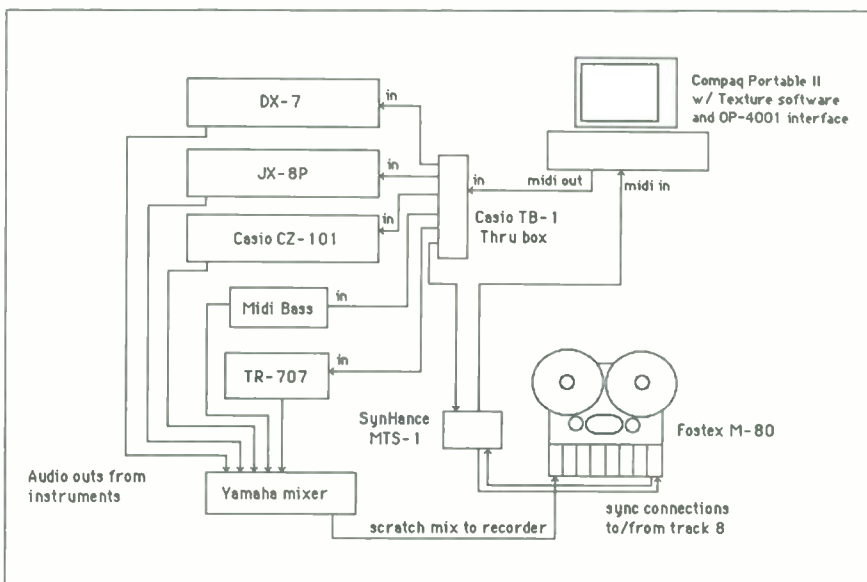 DX-7
in
JX-8P
in
Casio CZ-101
in
Midi Bass
in
TR-707
in
in
midi out
midi in
Casio TB-1
Thru box
Compaq Portable II
w/ Texture software
and OP-4001 interface
SynHance
MTS-1
Fostex M-80
Audio outs from
instruments
Yamaha mixer
scratch mix to recorder
sync connections
to/from track 8